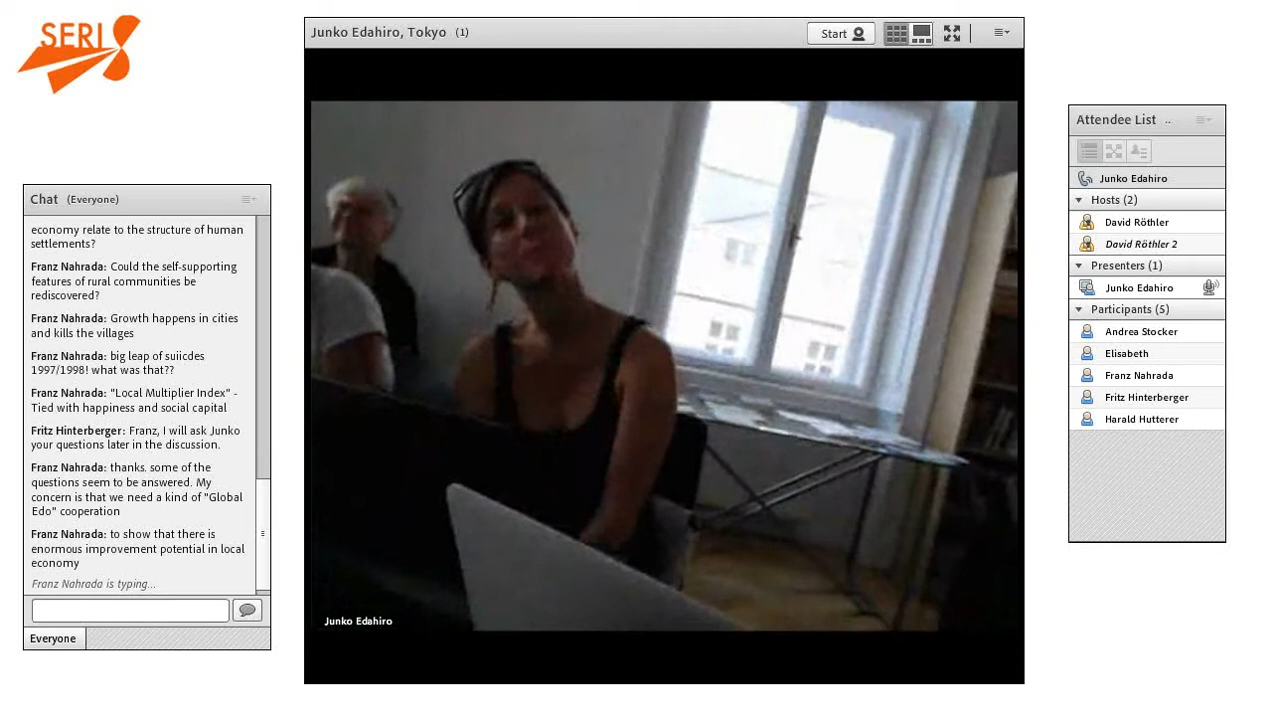 SERI
Junko Edahiro, Tokyo (1)
Start
Chat (Everyone)
economy relate to the structure of human
settlements?
Franz Nahrada: Could the self-supporting
features of rural communities be
rediscovered?
Franz Nahrada: Growth happens in cities
and kills the villages
Franz Nahrada: big leap of suiicdes
1997/1998! what was that??
Franz Nahrada: "Local Multiplier Index" -
Tied with happiness and social capital
Fritz Hinterberger: Franz, I will ask Junko
your questions later in the discussion.
Franz Nahrada: thanks. some of the
questions seem to be answered. My
concern is that we need a kind of "Global
Edo" cooperation
Franz Nahrada: to show that there is
enormous improvement potential in local
economy
Franz Nahrada is typing...
Everyone
Junko Edahiro
Attendee List ..
Junko Edahiro
Hosts (2)
David Röthler
David Röthler 2
Presenters (1)
Junko Edahiro
Participants (5)
Andrea Stocker
Elisabeth
Franz Nahrada
Fritz Hinterberger
Harald Hutterer